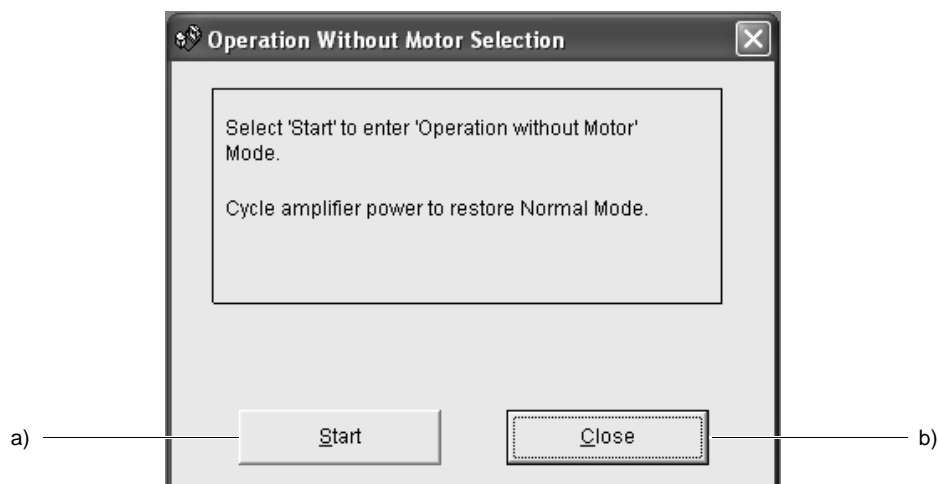 Operation Without Motor Selection
Select 'Start' to enter 'Operation without Motor'
Mode.
Cycle amplifier power to restore Normal Mode.
a)
Start
Close
b)